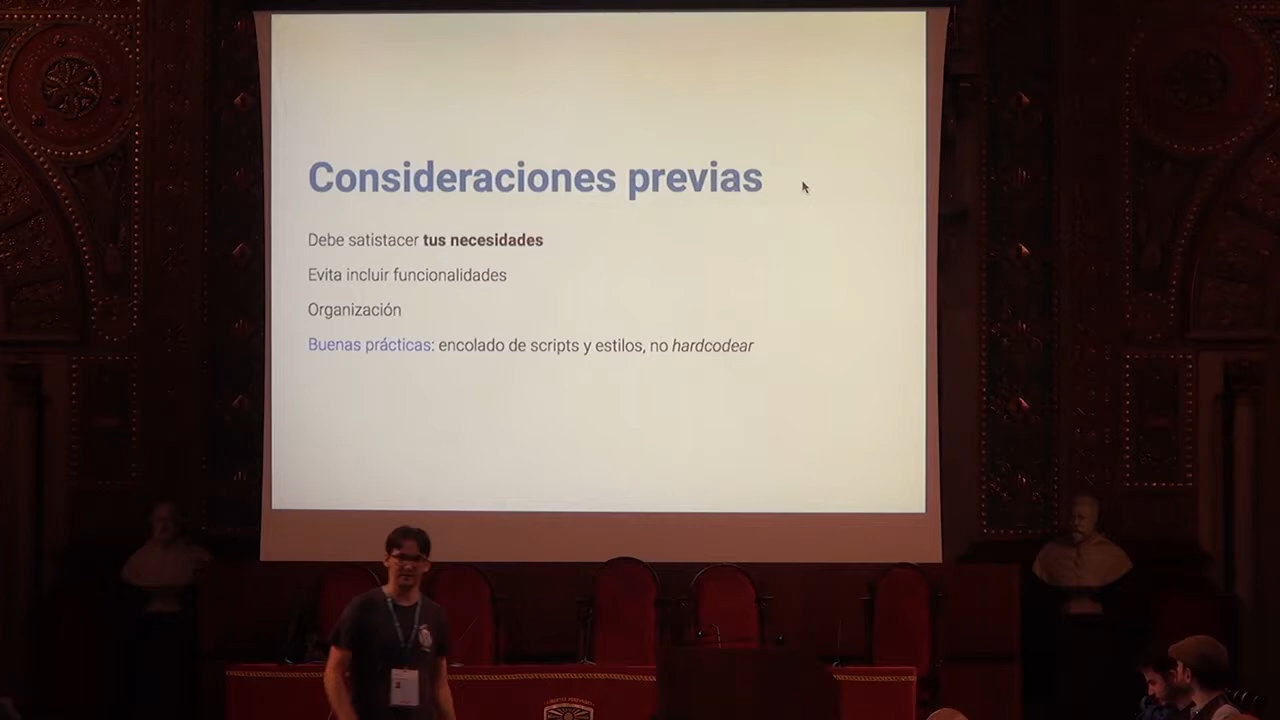 Consideraciones previas
Debe satistacer tus necesidades
Evita incluir funcionalidades
Organización
Buenas prácticas: encolado de scripts y estilos, no hardcodear